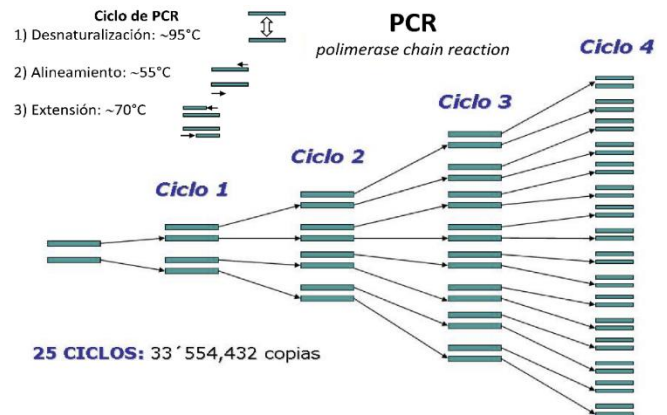 Ciclo de PCR
1) Desnaturalización: ~95°C
2) Alineamiento: ~55°C
3) Extensión: ~70°C
PCR
polimerase chain reaction
Ciclo 1
Ciclo 2
Ciclo 3
Ciclo 4
25 CICLOS: 33´554,432 copias